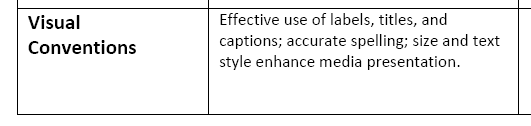 Visual
Conventions
Effective use of labels, titles, and
captions; accurate spelling; size and text
style enhance media presentation.